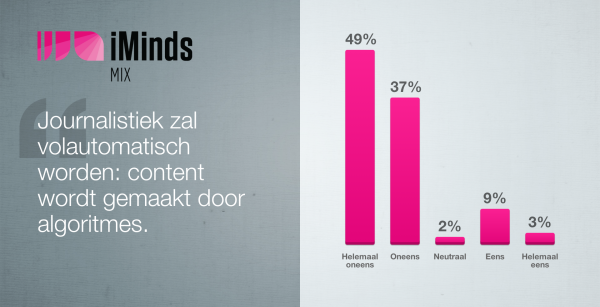 iMinds
MIX
Journalistiek zal
volautomatisch
worden: content
wordt gemaakt door
algoritmes.
49%
37%
2%
9%
3%
Helemaal
oneens
Oneens
Neutraal
Eens
Helemaal
eens